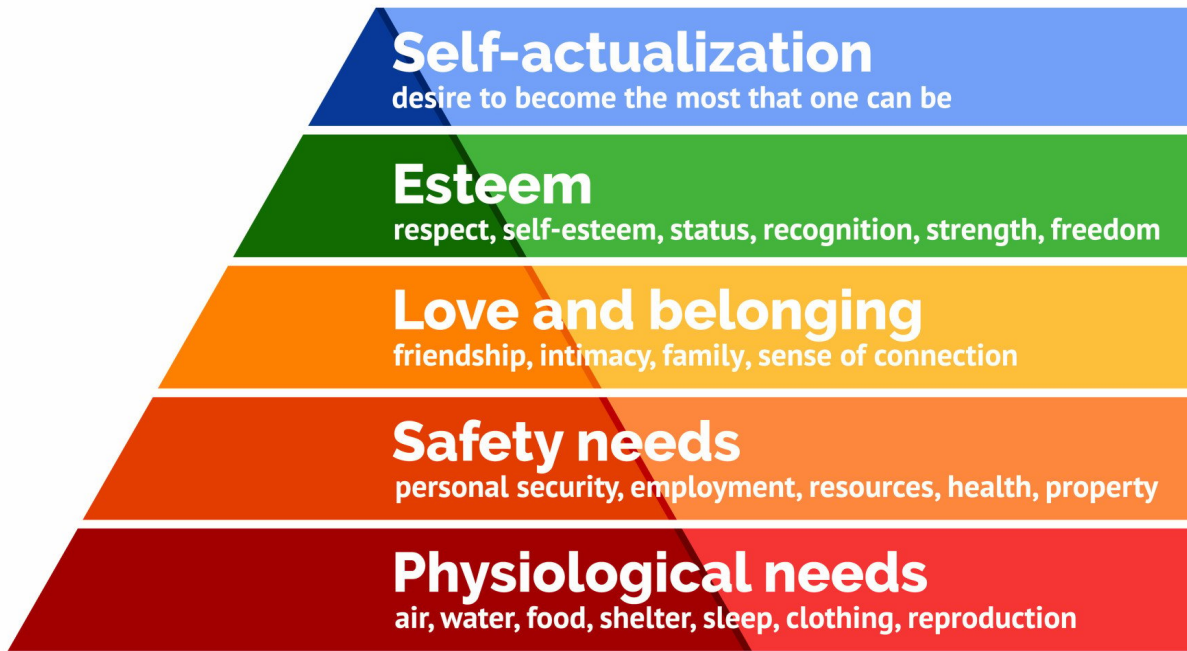 Self-actualization
desire to become the most that one can be
Esteem
respect, self-esteem, status, recognition, strength, freedom
Love and belonging
friendship, intimacy, family, sense of connection
Safety needs
personal security, employment, resources, health, property
Physiological needs
air, water, food, shelter, sleep, clothing, reproduction